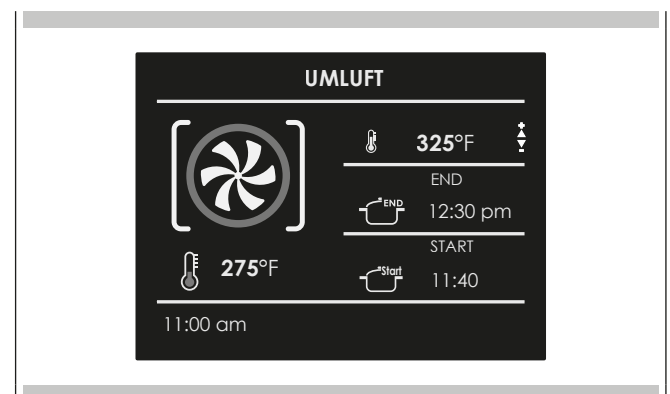 UMLUFT
325°F
END
END
12:30 pm
START
Start
11:40
275°F
11:00 am